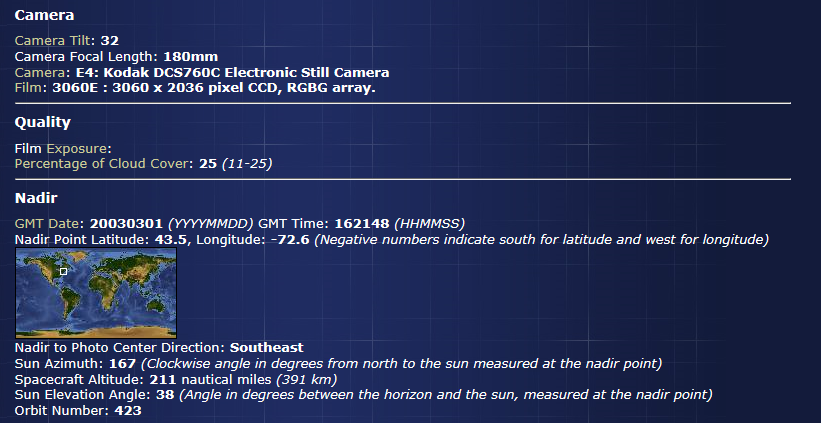 Camera
Camera Tilt: 32
Camera Focal Length: 180mm
Camera: E4: Kodak DCS760C Electronic Still Camera
Film: 3060E : 3060 x 2036 pixel CCD, RGBG array.
Quality
Film Exposure:
Percentage of Cloud Cover: 25 (11-25)
Nadir
GMT Date: 20030301 (YYYYMMDD) GMT Time: 162148 (HHMMSS)
Nadir Point Latitude: 43.5, Longitude: -72.6 (Negative numbers indicate south for latitude and west for longitude)
Nadir to Photo Center Direction: Southeast
Sun Azimuth: 167 (Clockwise angle in degrees from north to the sun measured at the nadir point)
Spacecraft Altitude: 211 nautical miles (391 km)
Sun Elevation Angle: 38 (Angle in degrees between the horizon and the sun, measured at the nadir point)
Orbit Number: 423